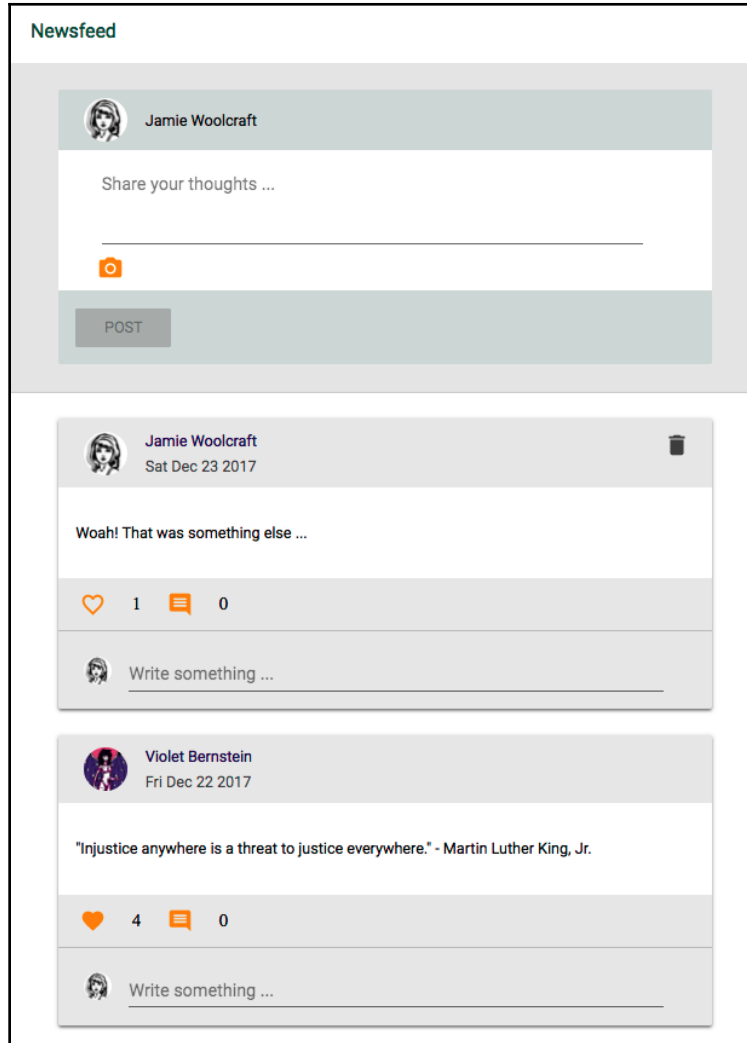 Newsfeed
Jamie Woolcraft
Share your thoughts ...
POST
Jamie Woolcraft
Sat Dec 23 2017
Woah! That was something else ...
1 0
Write something ...
Violet Bernstein
Fri Dec 22 2017
"Injustice anywhere is a threat to justice everywhere." - Martin Luther King, Jr.
4 0
Write something ...